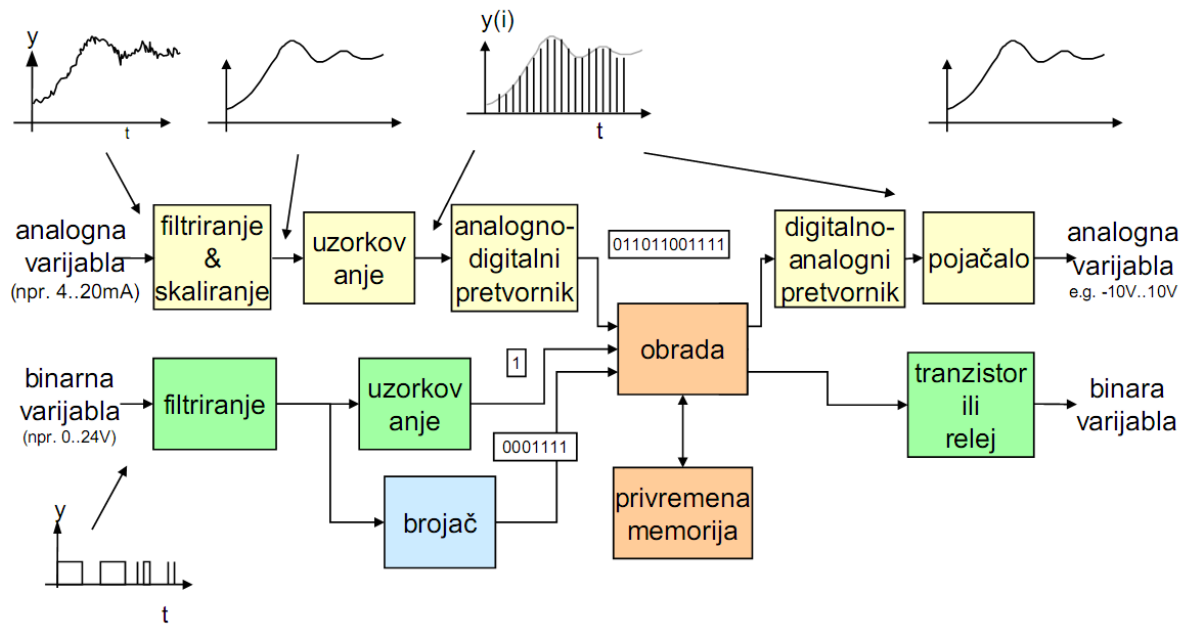 y
t
y(i)
t
analogna
varijabla
(npr. 4..20mA)
filtriranje
&
skaliranje
uzorkov
anje
analogno-
digitalni
pretvornik
011011001111
digitalno-
analogni
pretvornik
pojačalo
analogna
varijabla
e.g. -10V..10V
binarna
varijabla
(npr. 0..24V)
filtriranje
uzorkov
anje
1
0001111
brojač
obrada
privremena
memorija
tranzistor
ili
relej
binara
varijabla
y
t